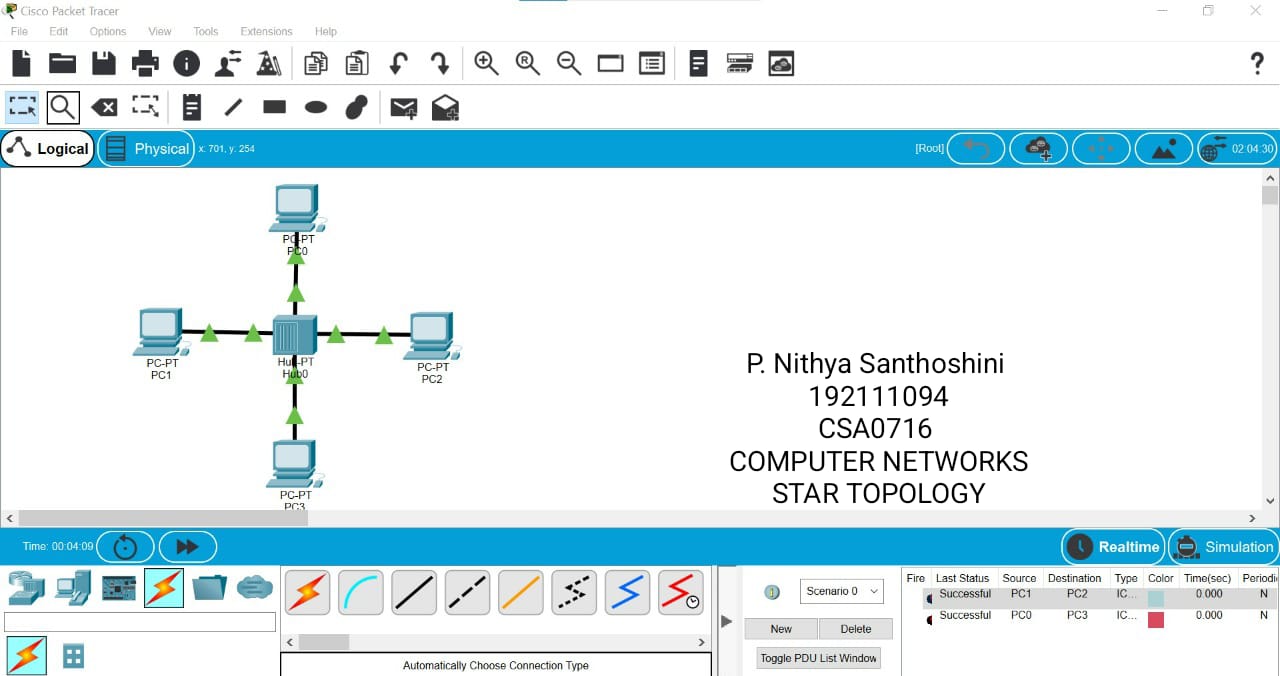 Cisco Packet Tracer
File Edit Options View Tools Extensions Help
Logical Physical x: 701, y: 254 [Root] 02:04:30
PC-PT
PC0
PC-PT
PC1
Hub-PT
Hub0
PC-PT
PC2
PC-PT
PC3
P. Nithya Santhoshini
192111094
CSA0716
COMPUTER NETWORKS
STAR TOPOLOGY
Time: 00:04:09 Realtime Simulation
Scenario 0
New Delete
Toggle PDU List Window
Automatically Choose Connection Type
Fire Last Status Source Destination Type Color Time(sec) Periodi
Successful PC1 PC2 IC... 0.000 N
Successful PC0 PC3 IC... 0.000 N